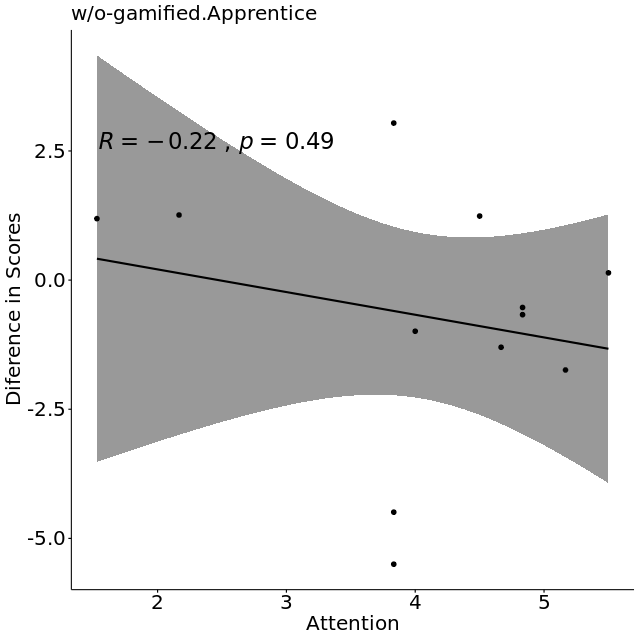 w/o-gamified.Apprentice
R = −0.22 , p = 0.49
2.5
0.0
-2.5
-5.0
Diference in Scores
2 3 4 5
Attention